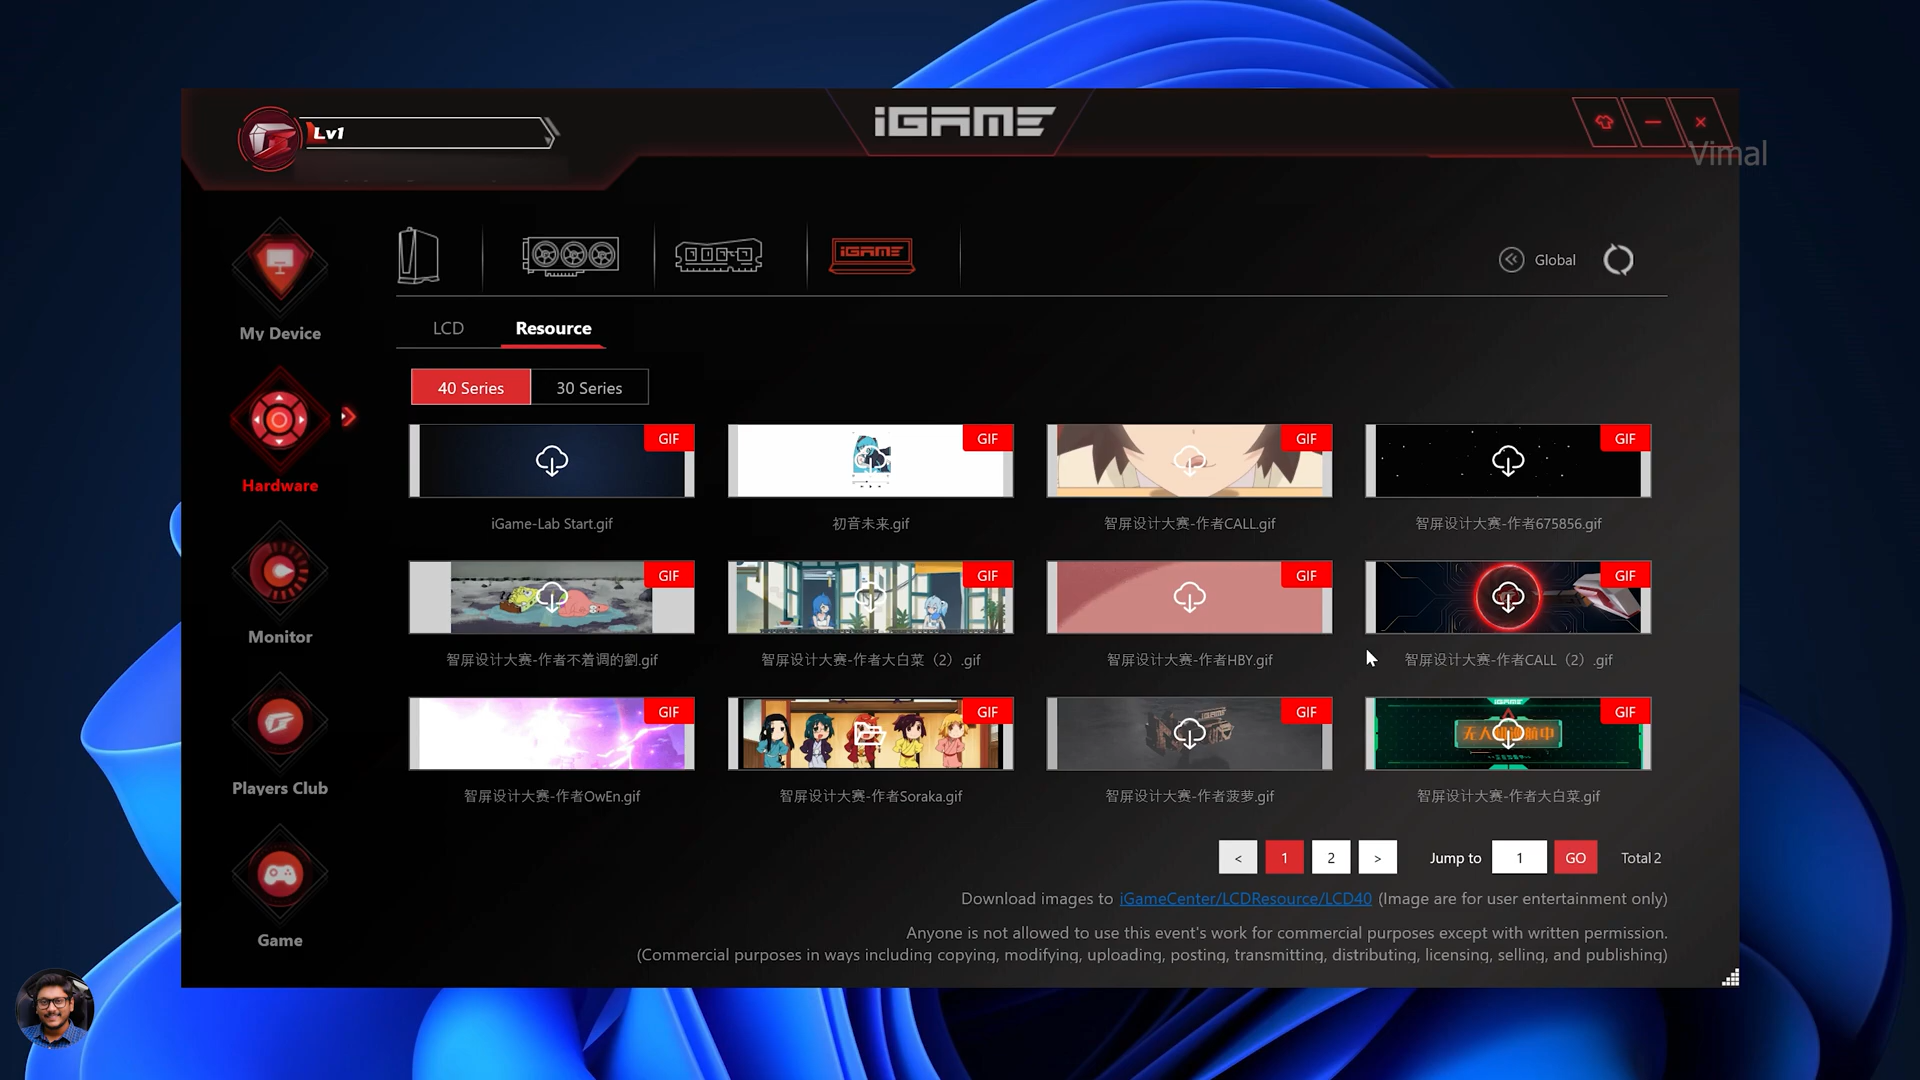 Lv1
iGAME
Vimal
iGAME
Global
LCD
Resource
40 Series
30 Series
GIF
GIF
GIF
GIF
iGame-Lab Start.gif
初音未来.gif
智屏设计大赛-作者CALL.gif
智屏设计大赛-作者675856.gif
GIF
GIF
GIF
GIF
智屏设计大赛-作者不着调的劉.gif
智屏设计大赛-作者大白菜（2）.gif
智屏设计大赛-作者HBY.gif
智屏设计大赛-作者CALL（2）.gif
GIF
GIF
GIF
GIF
智屏设计大赛-作者OwEn.gif
智屏设计大赛-作者Soraka.gif
智屏设计大赛-作者菠萝.gif
智屏设计大赛-作者大白菜.gif
My Device
Hardware
Monitor
Players Club
Game
< 1 2 > Jump to 1 GO Total 2
Download images to iGameCenter/LCDResource/LCD40 (Image are for user entertainment only)
Anyone is not allowed to use this event's work for commercial purposes except with written permission.
(Commercial purposes in ways including copying, modifying, uploading, posting, transmitting, distributing, licensing, selling, and publishing)